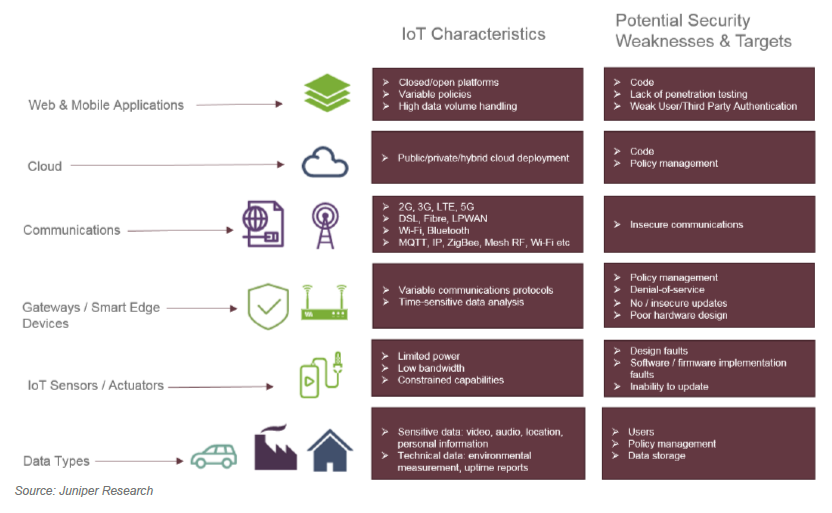 IoT Characteristics
Potential Security
Weaknesses & Targets
Web & Mobile Applications
Closed/open platforms
Variable policies
High data volume handling
Code
Lack of penetration testing
Weak User/Third Party Authentication
Cloud
Public/private/hybrid cloud deployment
Code
Policy management
Communications
2G, 3G, LTE, 5G
DSL, Fibre, LPWAN
Wi-Fi, Bluetooth
MQTT, IP, ZigBee, Mesh RF, Wi-Fi etc
Insecure communications
Gateways / Smart Edge
Devices
Variable communications protocols
Time-sensitive data analysis
Policy management
Denial-of-service
No / insecure updates
Poor hardware design
IoT Sensors / Actuators
Limited power
Low bandwidth
Constrained capabilities
Design faults
Software / firmware implementation
faults
Inability to update
Data Types
Sensitive data: video, audio, location,
personal information
Technical data: environmental
measurement, uptime reports
Users
Policy management
Data storage
Source: Juniper Research